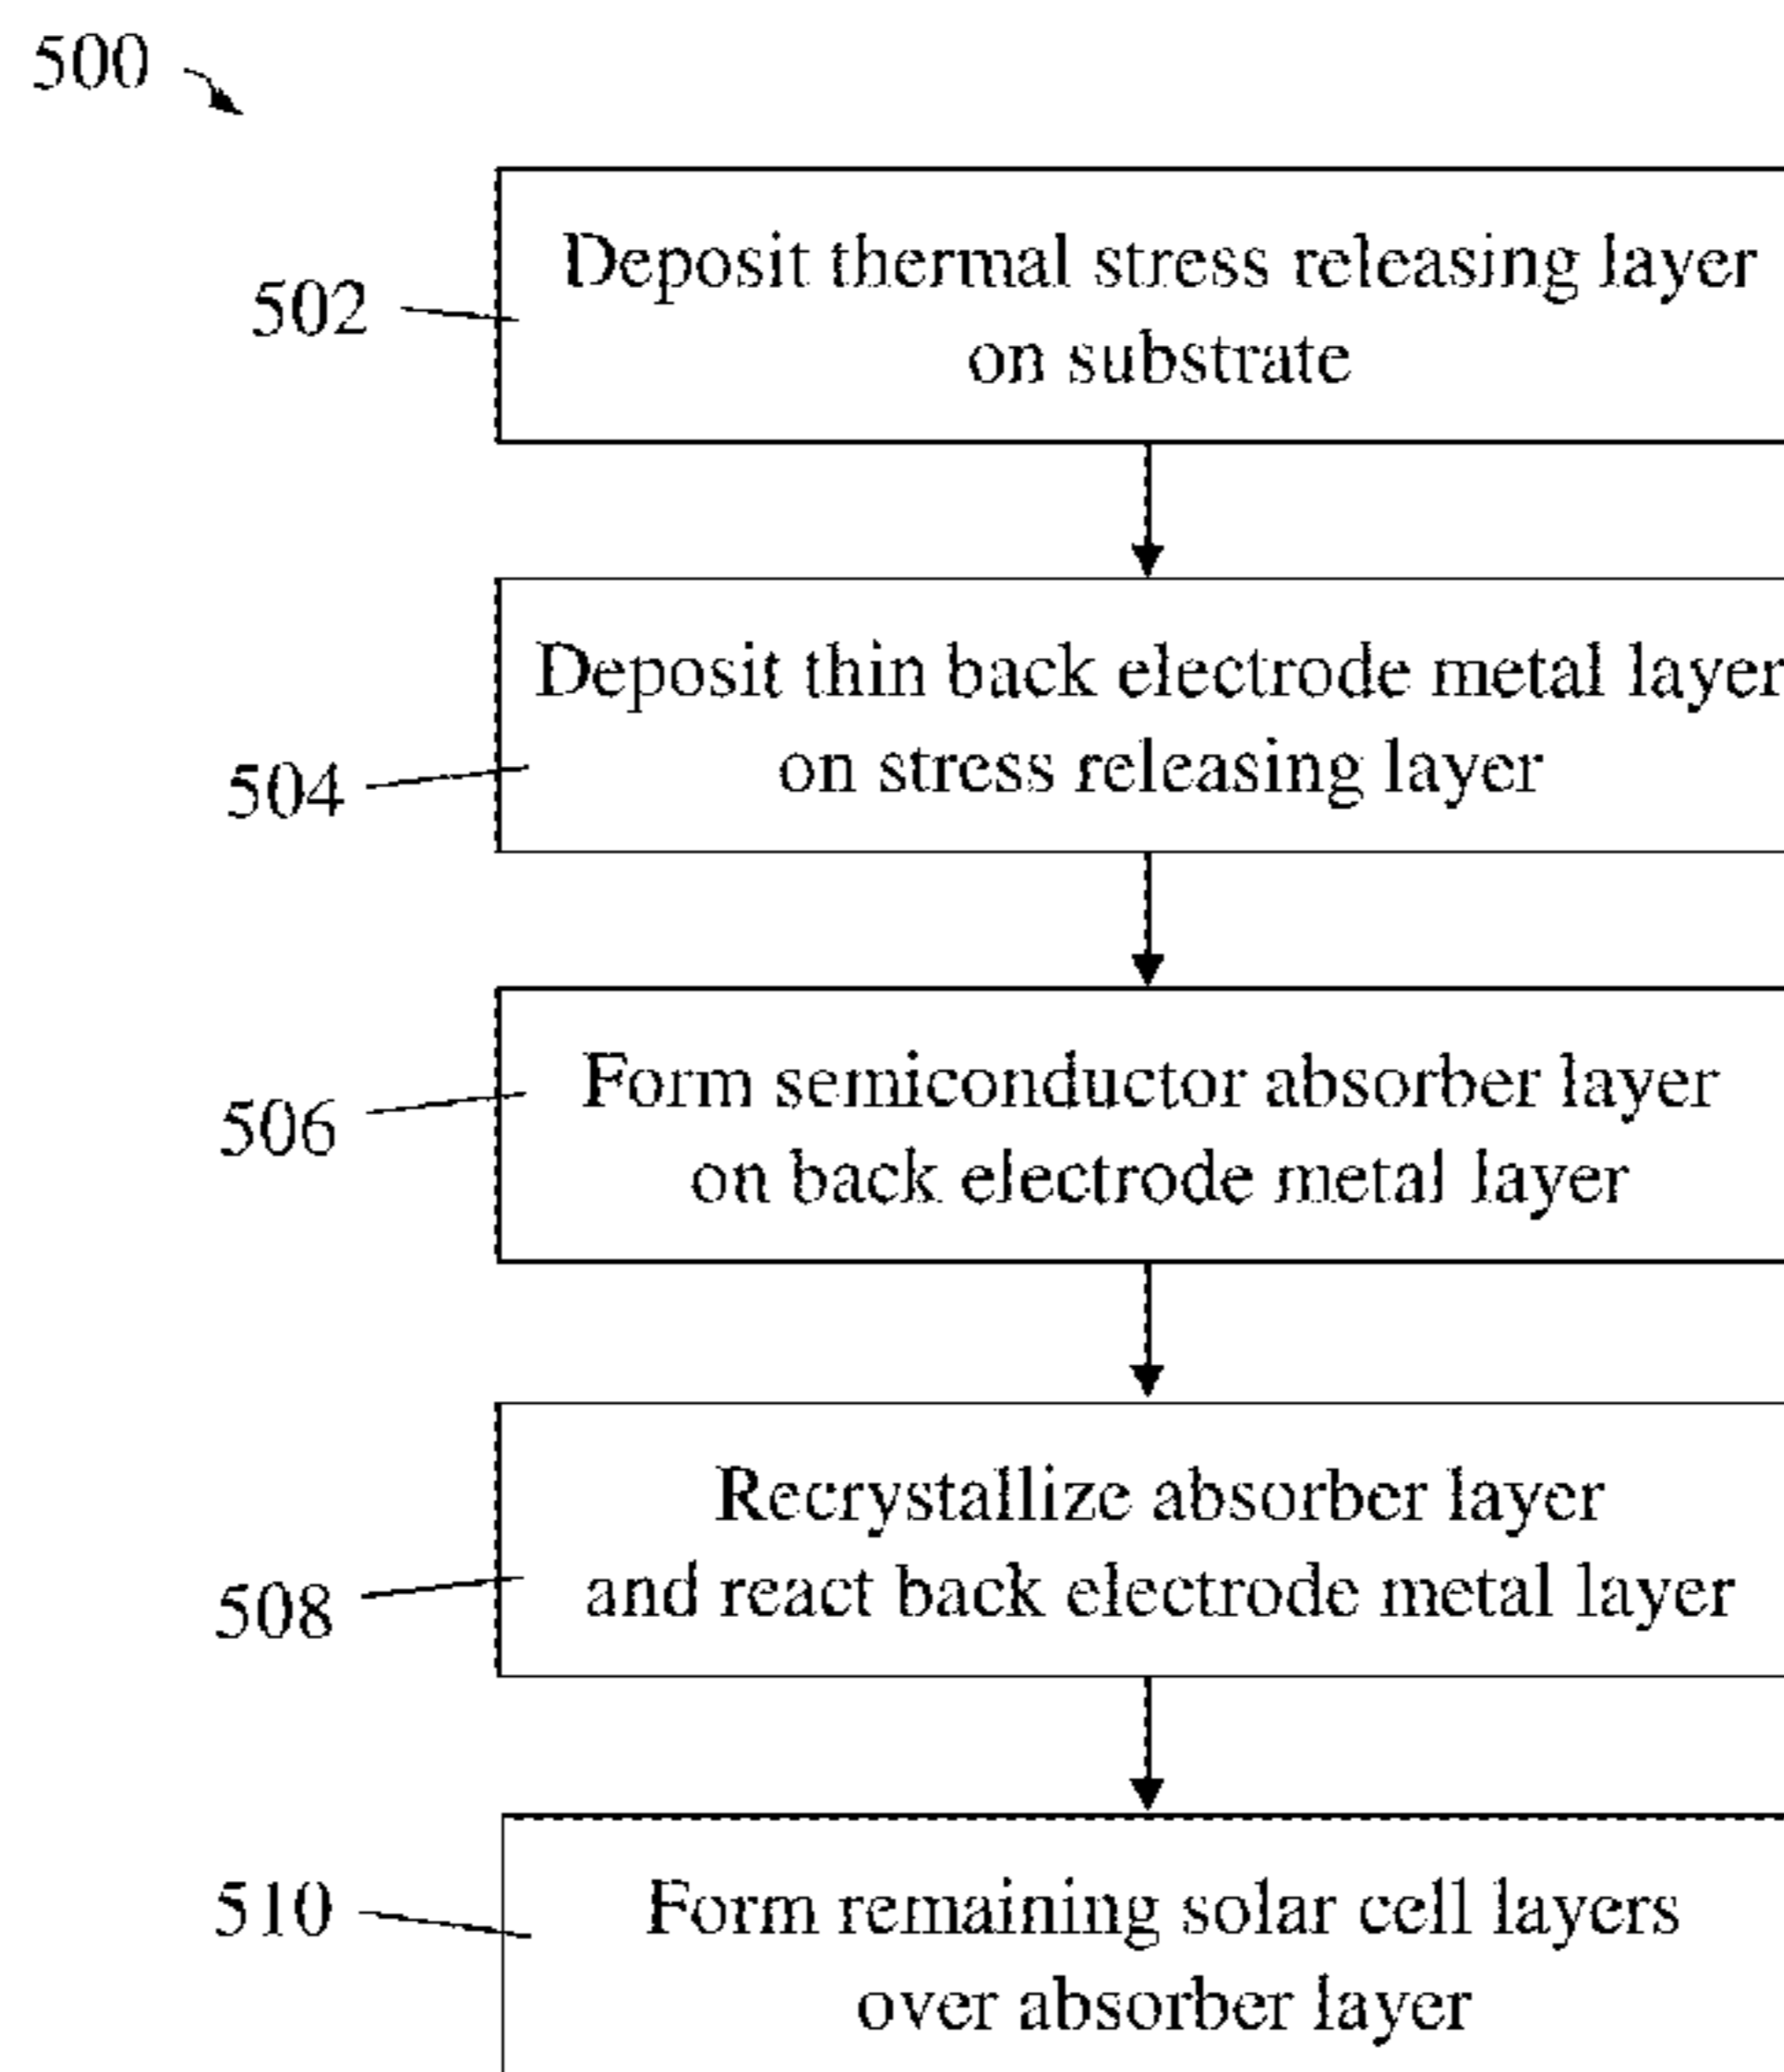 500
502
Deposit thermal stress releasing layer
on substrate
504
Deposit thin back electrode metal layer
on stress releasing layer
506
Form semiconductor absorber layer
on back electrode metal layer
508
Recrystallize absorber layer
and react back electrode metal layer
510
Form remaining solar cell layers
over absorber layer